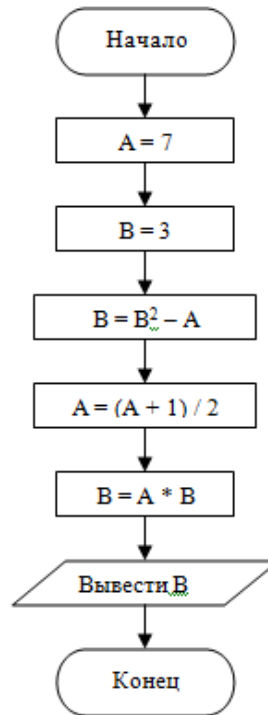 Начало
A = 7
B = 3
B = B² – A
A = (A + 1) / 2
B = A * B
Вывести B
Конец